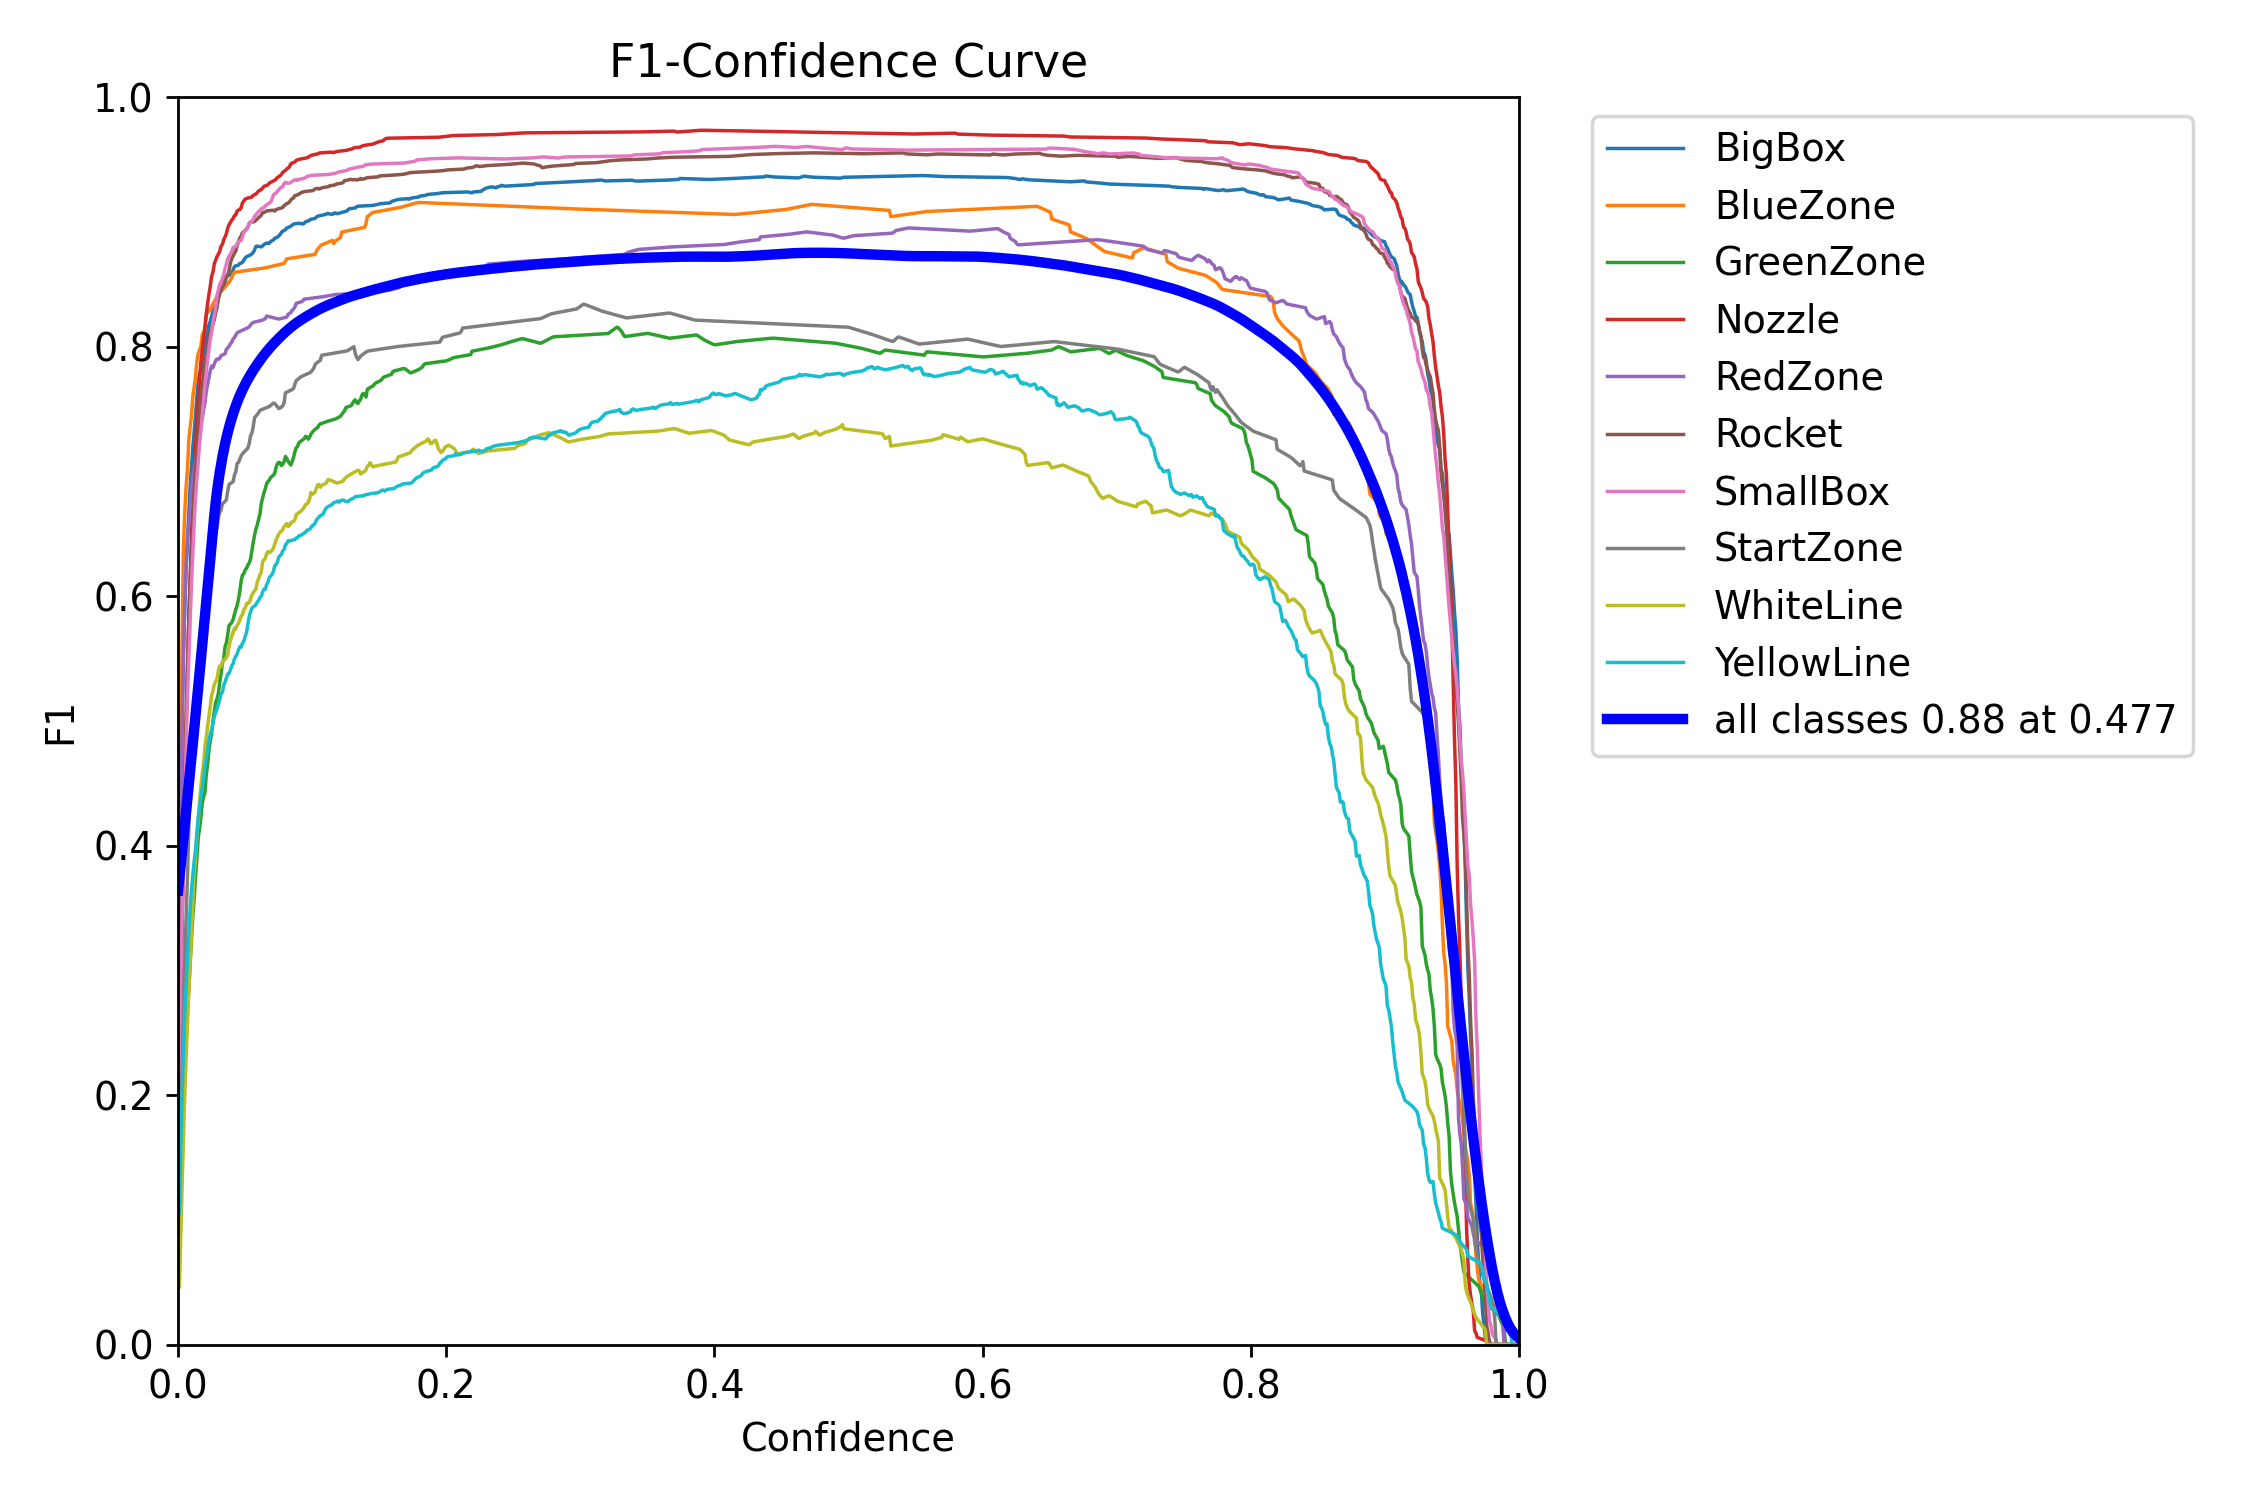 F1-Confidence Curve
1.0
0.8
0.6
0.4
0.2
0.0
F1
0.0 0.2 0.4 0.6 0.8 1.0
Confidence
BigBox
BlueZone
GreenZone
Nozzle
RedZone
Rocket
SmallBox
StartZone
WhiteLine
YellowLine
all classes 0.88 at 0.477